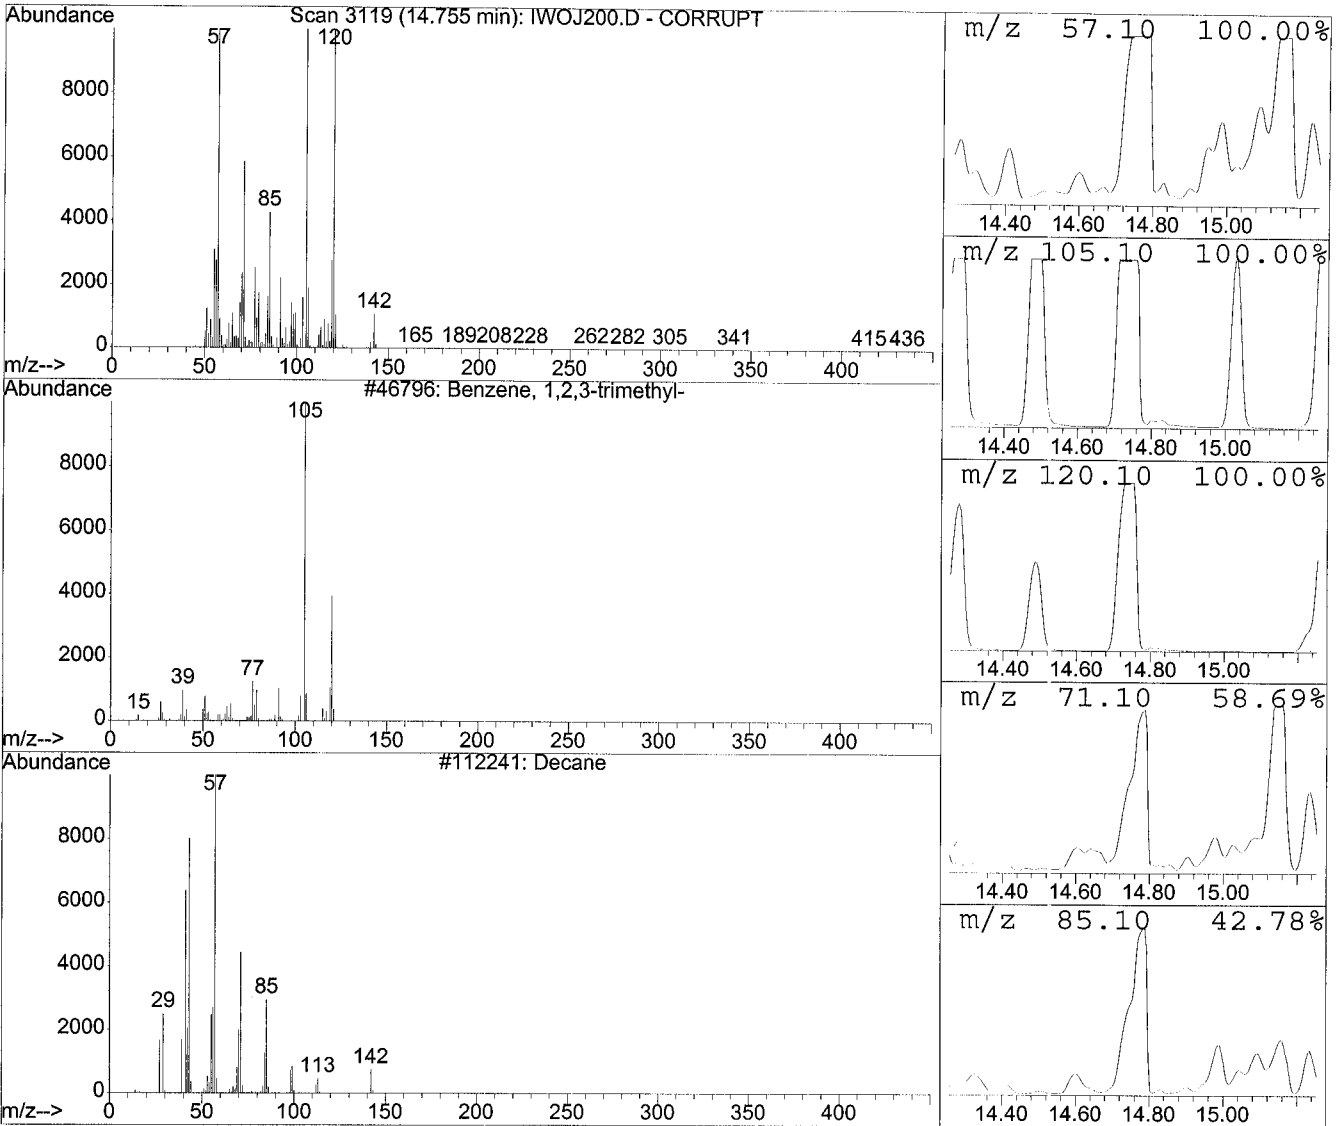 Abundance
Scan 3119 (14.755 min): IWOJ200.D - CORRUPT
57
120
8000
6000
85
4000
2000
142
165 189 208 228 262 282 305 341 415 436
0
m/z--> 0 50 100 150 200 250 300 350 400
Abundance
#46796: Benzene, 1,2,3-trimethyl-
105
8000
6000
4000
2000
15 39 77
0
m/z--> 0 50 100 150 200 250 300 350 400
Abundance
#112241: Decane
57
8000
6000
4000
29 85
2000
113 142
0
m/z--> 0 50 100 150 200 250 300 350 400
m/z 57.10 100.00%
14.40 14.60 14.80 15.00
m/z 105.10 100.00%
14.40 14.60 14.80 15.00
m/z 120.10 100.00%
14.40 14.60 14.80 15.00
m/z 71.10 58.69%
14.40 14.60 14.80 15.00
m/z 85.10 42.78%
14.40 14.60 14.80 15.00